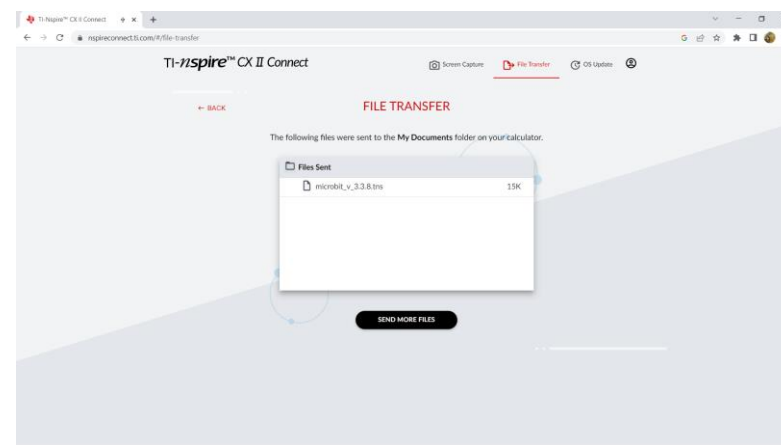 TI-Nspire™ CX II Connect
nspireconnect.ti.com/#/file-transfer
TI-nspire™ CX II Connect
Screen Capture
File Transfer
OS Update
← BACK
FILE TRANSFER
The following files were sent to the My Documents folder on your calculator.
Files Sent
microbit_v_3.3.8.tns 15K
SEND MORE FILES